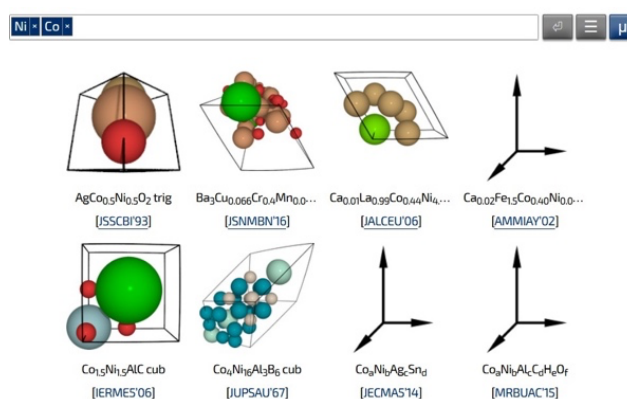 Ni × Co ×
μ
AgCo0.5Ni0.5O2 trig
Ba3Cu0.066Cr0.4Mn0.0…
Ca0.01La0.99Co0.44Ni4.…
Ca0.02Fe1.5Co0.40Ni0.0…
[JSSCBI'93]
[JSNMBN'16]
[JALCEU'06]
[AMMIAY'02]
Co1.5Ni1.5AlC cub
Co4Ni16Al3B6 cub
CoaNibAgcSnd
CoaNibAlcCdHeOf
[IERME5'06]
[JUPSAU'67]
[JECMA5'14]
[MRBUAC'15]